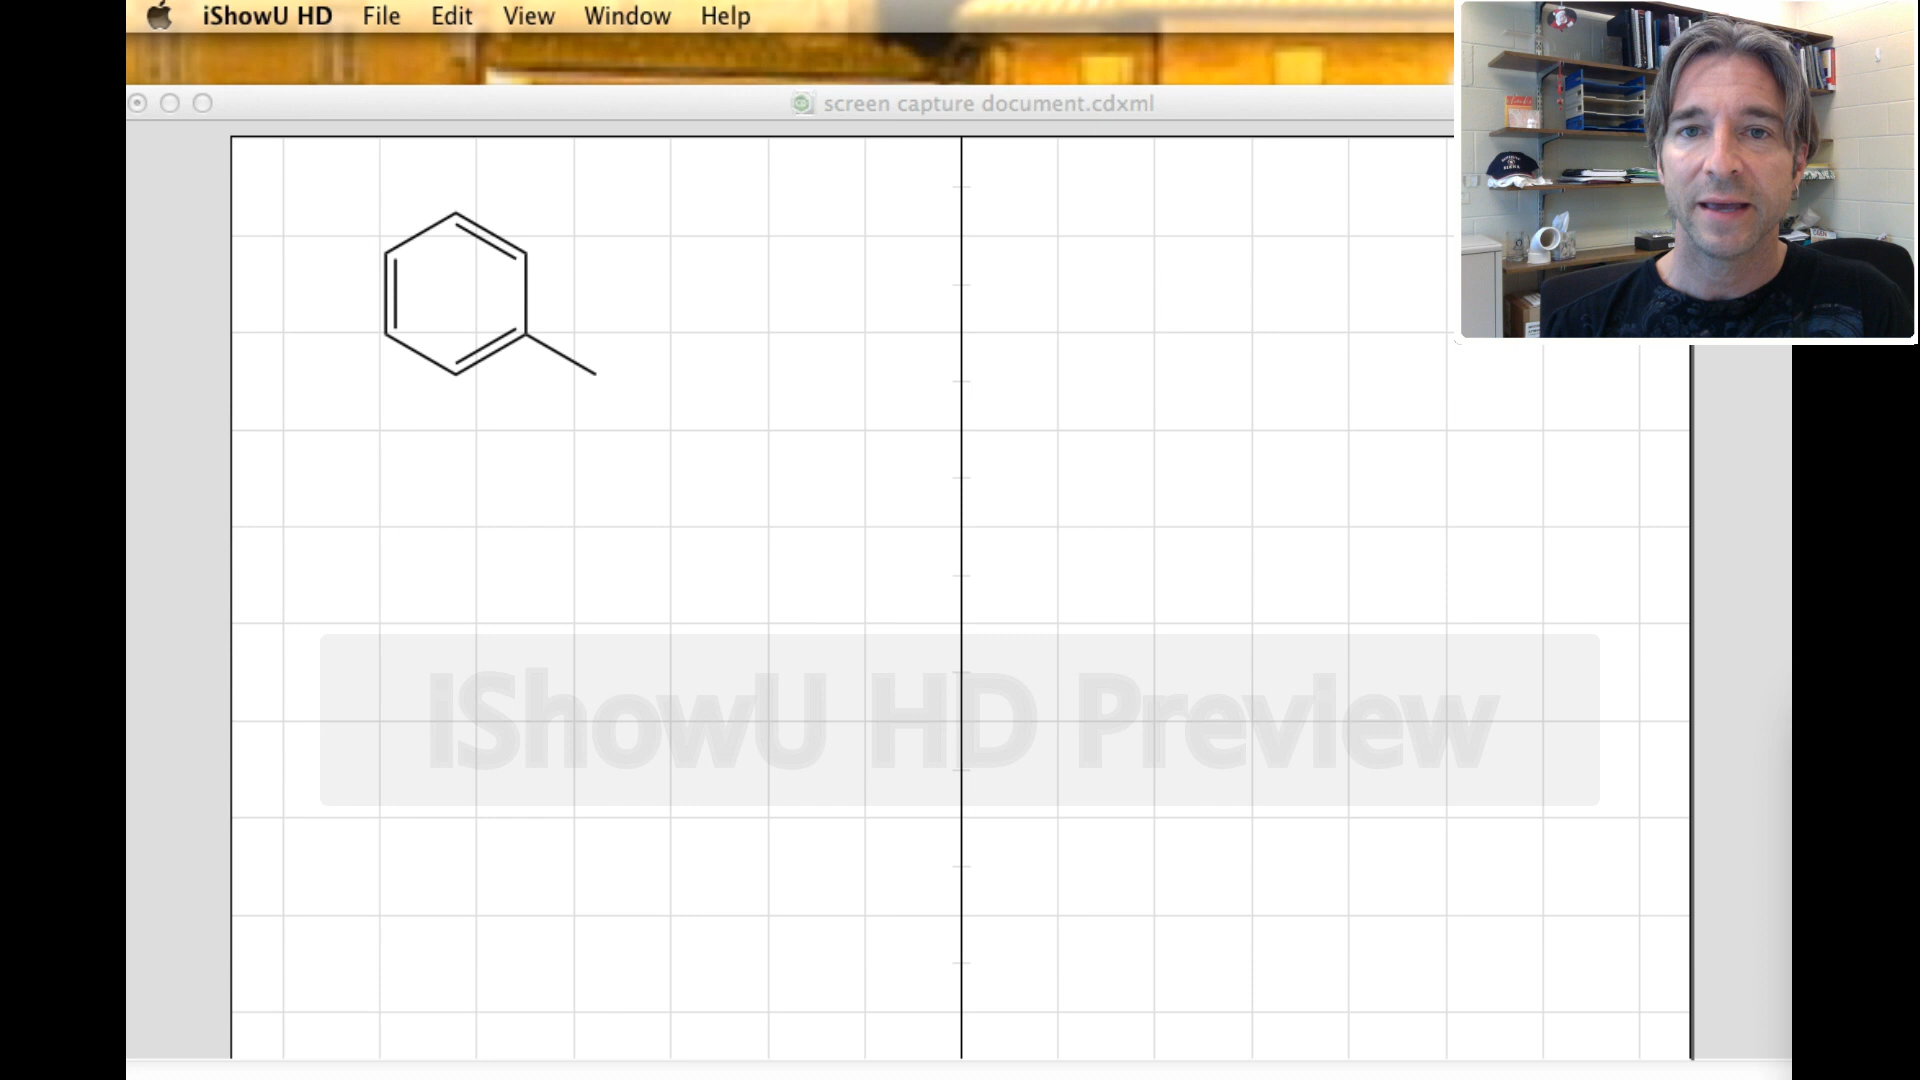 iShowU HD File Edit View Window Help
screen capture document.cdxml
iShowU HD Preview